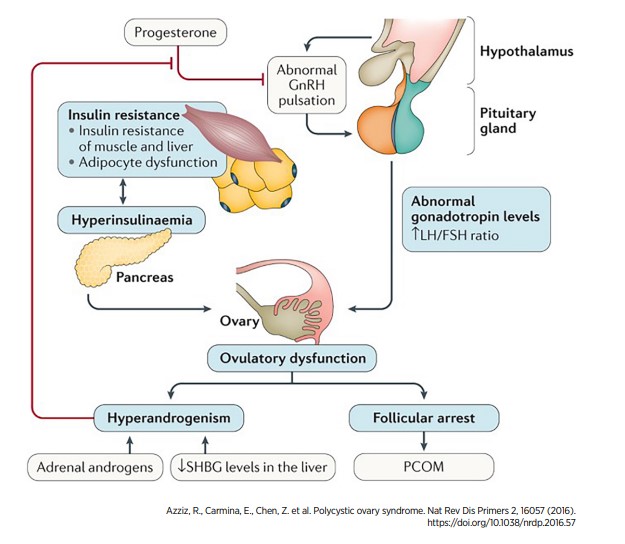 Progesterone
Hypothalamus
Abnormal
GnRH
pulsation
Pituitary
gland
Insulin resistance
• Insulin resistance
of muscle and liver
• Adipocyte dysfunction
Hyperinsulinaemia
Abnormal
gonadotropin levels
↑LH/FSH ratio
Pancreas
Ovary
Ovulatory dysfunction
Hyperandrogenism
Follicular arrest
Adrenal androgens
↓SHBG levels in the liver
PCOM
Azziz, R., Carmina, E., Chen, Z. et al. Polycystic ovary syndrome. Nat Rev Dis Primers 2, 16057 (2016).
https://doi.org/10.1038/nrdp.2016.57